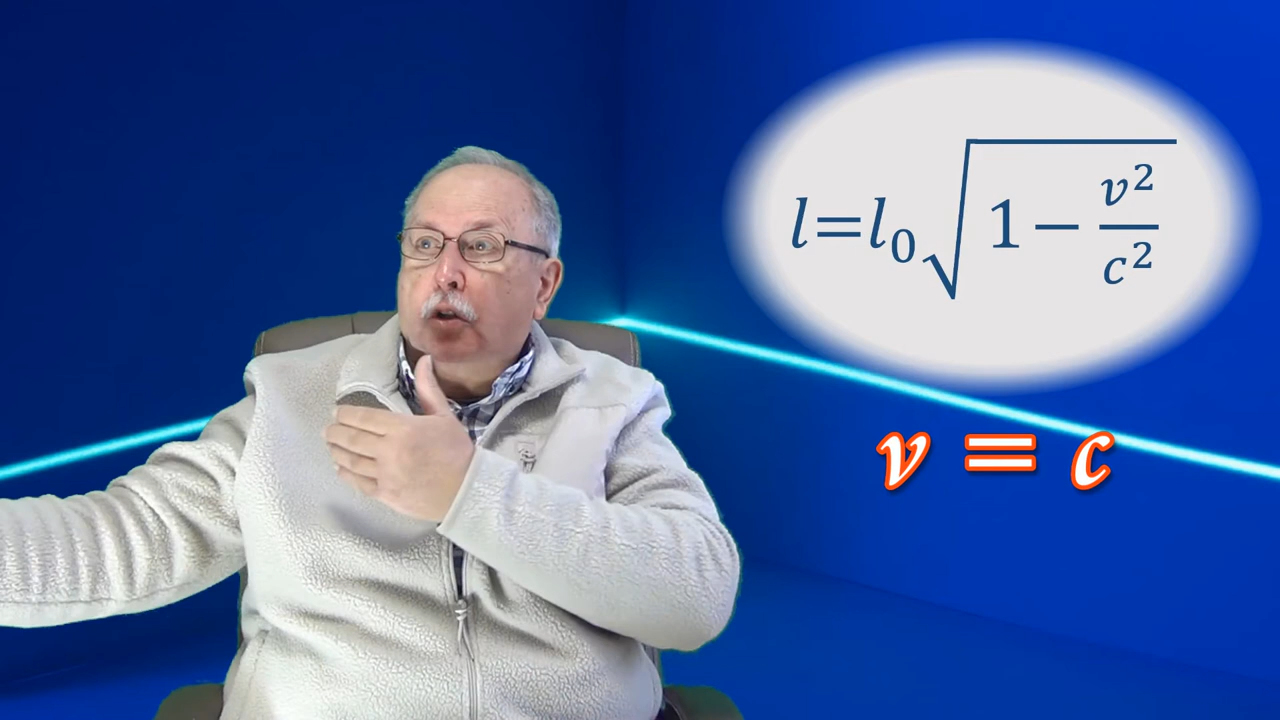 l=l₀√(1 − v²/c²)
v = c